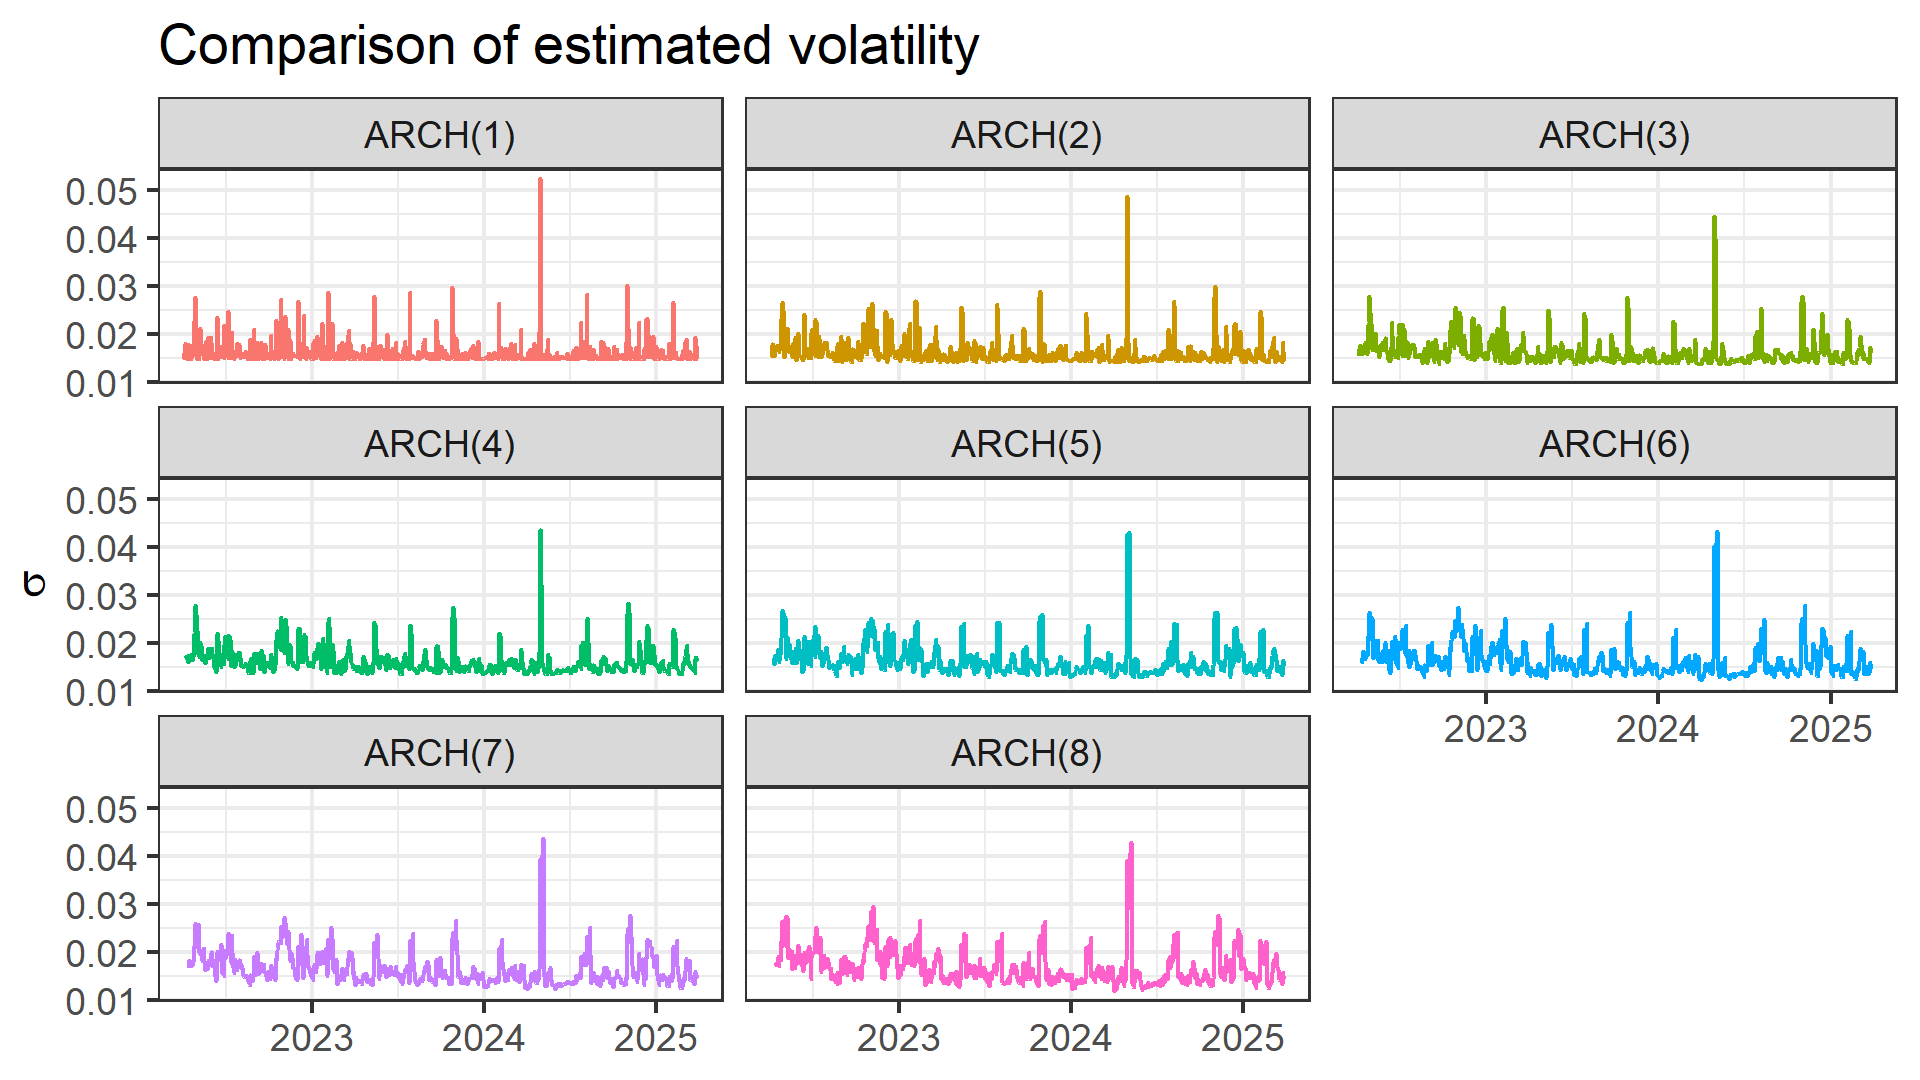 Comparison of estimated volatility
ARCH(1) ARCH(2) ARCH(3)
0.05
0.04
0.03
0.02
0.01
ARCH(4) ARCH(5) ARCH(6)
0.05
0.04
0.03
0.02
0.01
σ
2023 2024 2025
ARCH(7) ARCH(8)
0.05
0.04
0.03
0.02
0.01
2023 2024 2025 2023 2024 2025